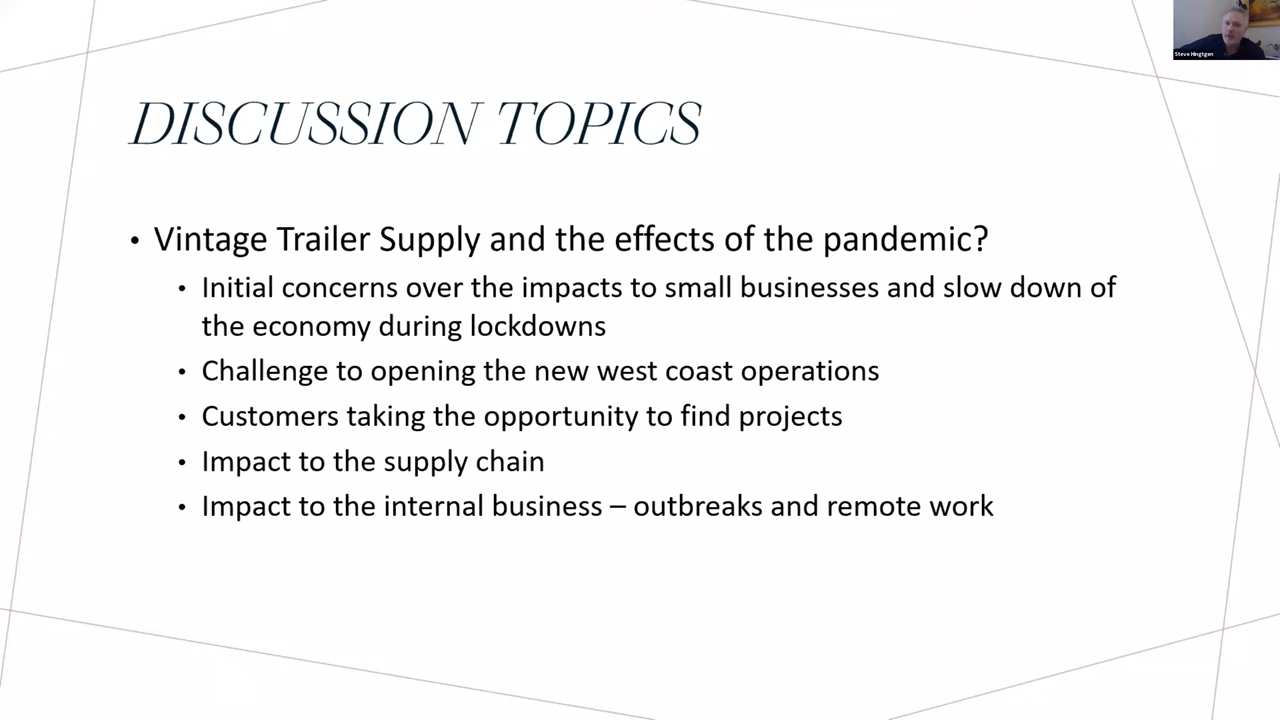 Steve Hingtgen
DISCUSSION TOPICS
• Vintage Trailer Supply and the effects of the pandemic?
• Initial concerns over the impacts to small businesses and slow down of
the economy during lockdowns
• Challenge to opening the new west coast operations
• Customers taking the opportunity to find projects
• Impact to the supply chain
• Impact to the internal business – outbreaks and remote work